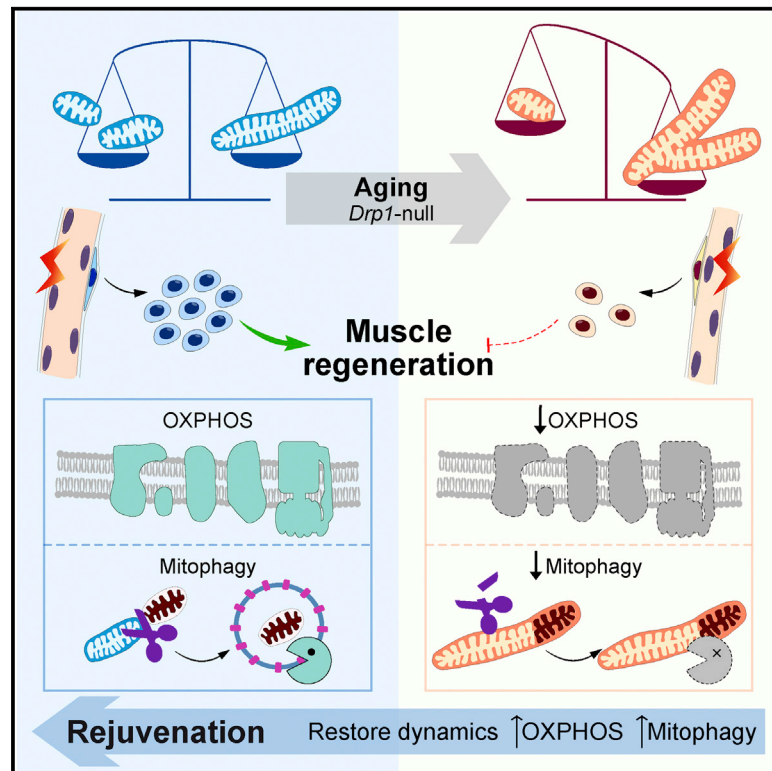 Aging
Drp1-null
Muscle
regeneration
OXPHOS
↓OXPHOS
Mitophagy
↓Mitophagy
Rejuvenation Restore dynamics ↑OXPHOS ↑Mitophagy